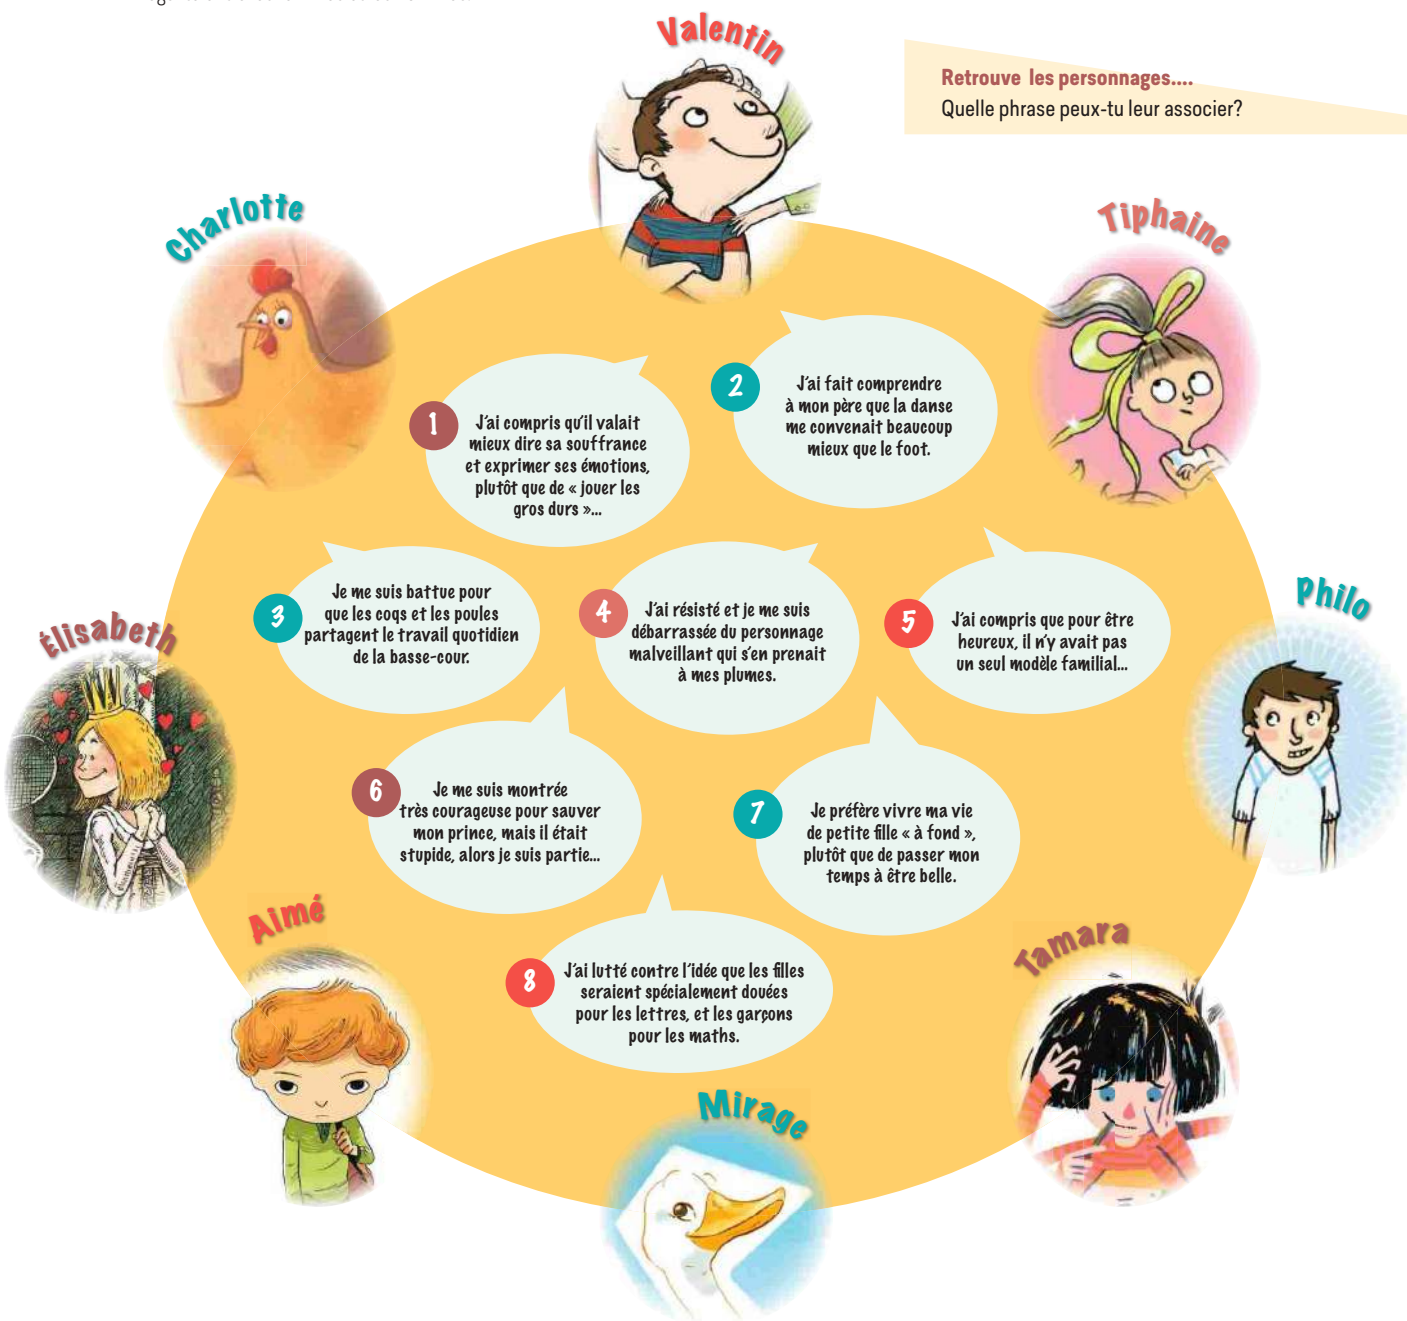 Valentin
Retrouve les personnages....
Quelle phrase peux-tu leur associer?
Charlotte
Tiphaine
1
J'ai compris qu'il valait
mieux dire sa souffrance
et exprimer ses émotions,
plutôt que de « jouer les
gros durs »...
2
J'ai fait comprendre
à mon père que la danse
me convenait beaucoup
mieux que le foot.
3
Je me suis battue pour
que les coqs et les poules
partagent le travail quotidien
de la basse-cour.
4
J'ai résisté et je me suis
débarrassée du personnage
malveillant qui s'en prenait
à mes plumes.
5
J'ai compris que pour être
heureux, il n'y avait pas
un seul modèle familial...
Élisabeth
Philo
6
Je me suis montrée
très courageuse pour sauver
mon prince, mais il était
stupide, alors je suis partie...
7
Je préfère vivre ma vie
de petite fille « à fond »,
plutôt que de passer mon
temps à être belle.
Aimé
Tamara
8
J'ai lutté contre l'idée que les filles
seraient spécialement douées
pour les lettres, et les garçons
pour les maths.
Mirage